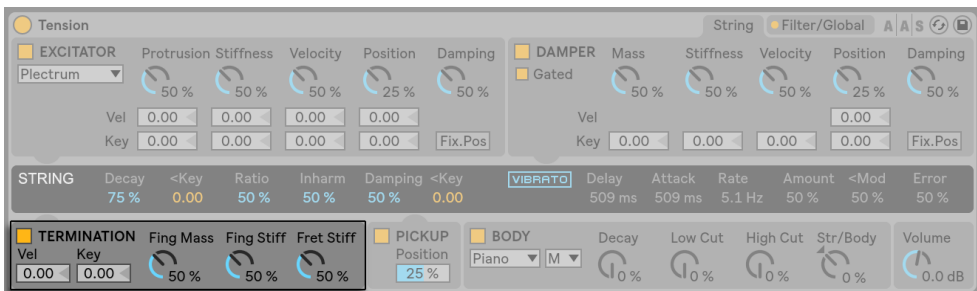 Tension String Filter/Global A A S
EXCITATOR Protrusion Stiffness Velocity Position Damping
Plectrum 50 % 50 % 50 % 25 % 50 %
Vel 0.00 0.00 0.00 0.00
Key 0.00 0.00 0.00 0.00 Fix.Pos
DAMPER Mass Stiffness Velocity Position Damping
Gated 50 % 50 % 50 % 25 % 50 %
Vel 0.00
Key 0.00 0.00 0.00 0.00 Fix.Pos
STRING Decay <Key Ratio Inharm Damping <Key VIBRATO Delay Attack Rate Amount <Mod Error
75 % 0.00 50 % 50 % 50 % 0.00 509 ms 509 ms 5.1 Hz 50 % 50 % 50 %
TERMINATION Fing Mass Fing Stiff Fret Stiff
Vel Key
0.00 0.00 50 % 50 % 50 %
PICKUP
Position
25 %
BODY Decay Low Cut High Cut Str/Body Volume
Piano M 0 % 0 % 0 % 0 % 0.0 dB